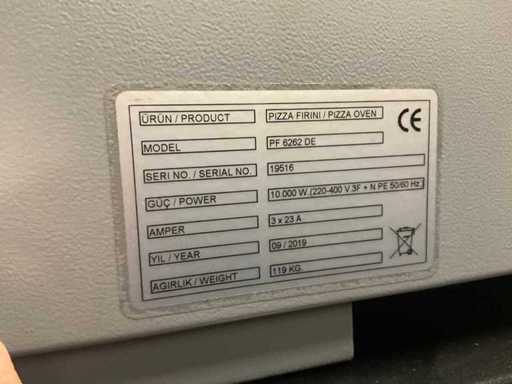 ÜRÜN / PRODUCT PIZZA FIRINI / PIZZA OVEN
MODEL PF 6262 DE
SERI NO. / SERIAL NO. 19516
GÜÇ / POWER 10.000 W (220-400 V 3F + N PE 50/60 Hz)
AMPER 3 x 23 A
YIL / YEAR 09 / 2019
AGIRLIK / WEIGHT 119 KG
CE